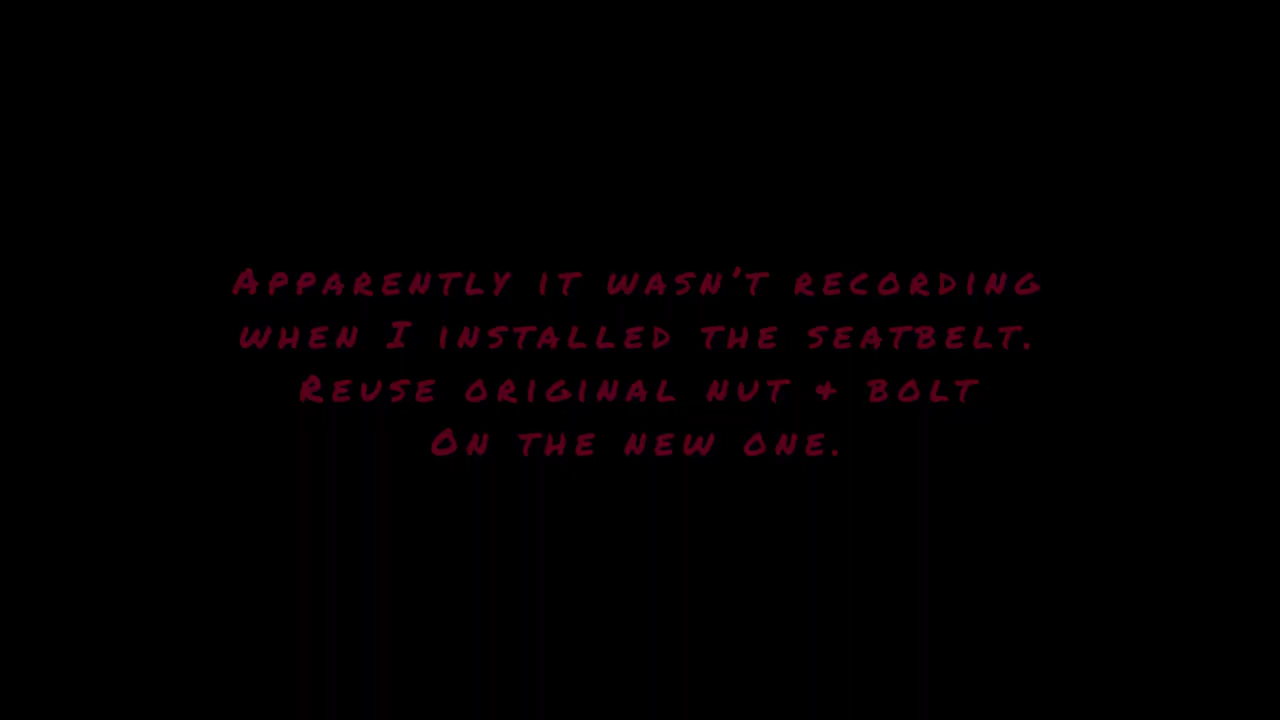 Apparently it wasn't recording
when I installed the seatbelt.
Reuse original nut & bolt
On the new one.